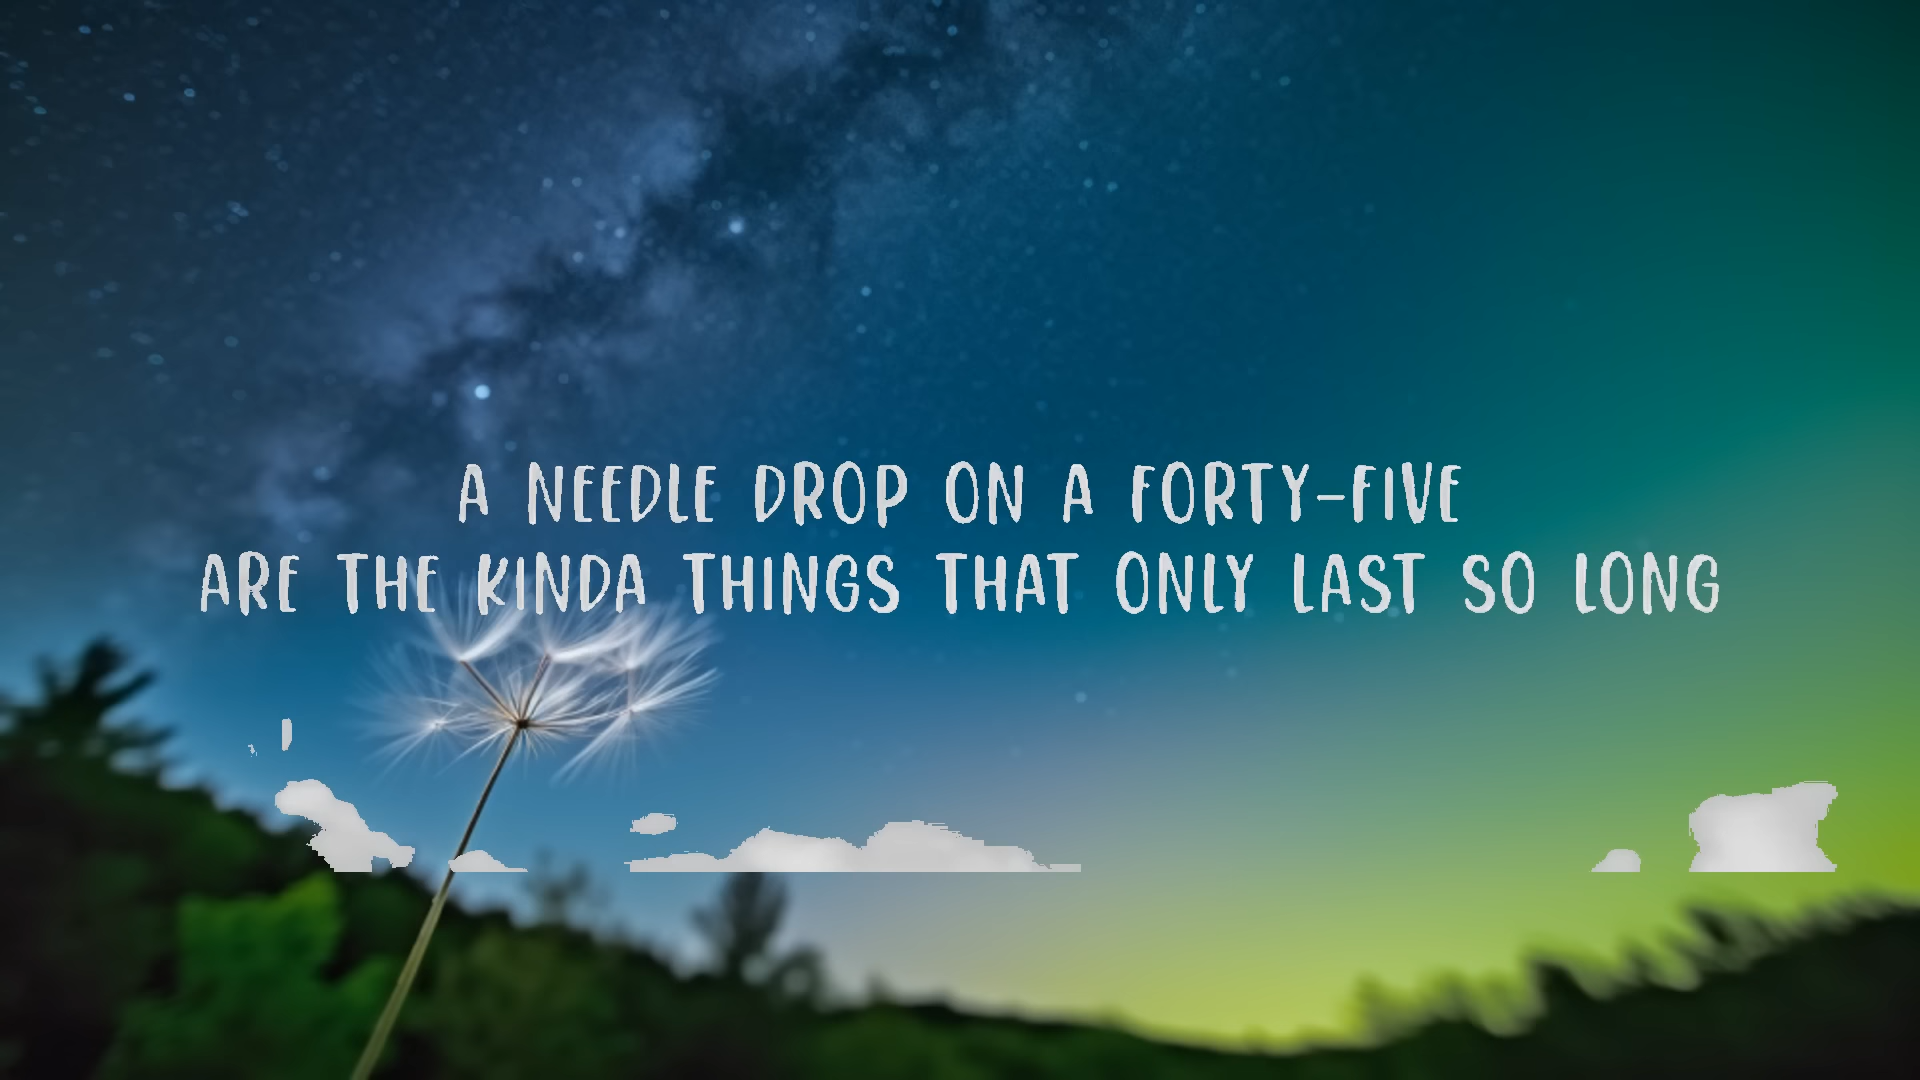 A NEEDLE DROP ON A FORTY-FIVE
ARE THE KINDA THINGS THAT ONLY LAST SO LONG